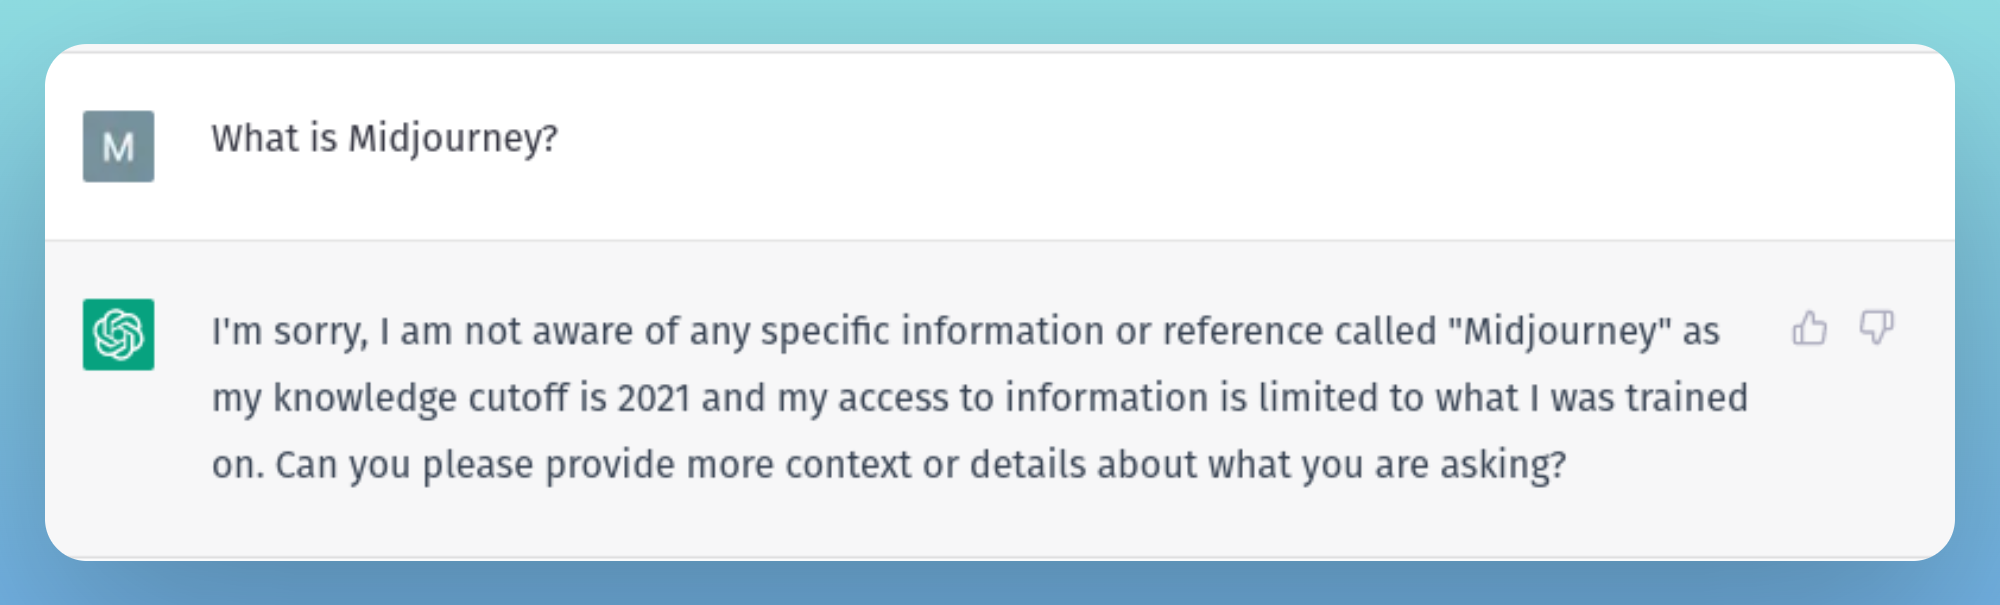 M
What is Midjourney?
I'm sorry, I am not aware of any specific information or reference called "Midjourney" as
my knowledge cutoff is 2021 and my access to information is limited to what I was trained
on. Can you please provide more context or details about what you are asking?